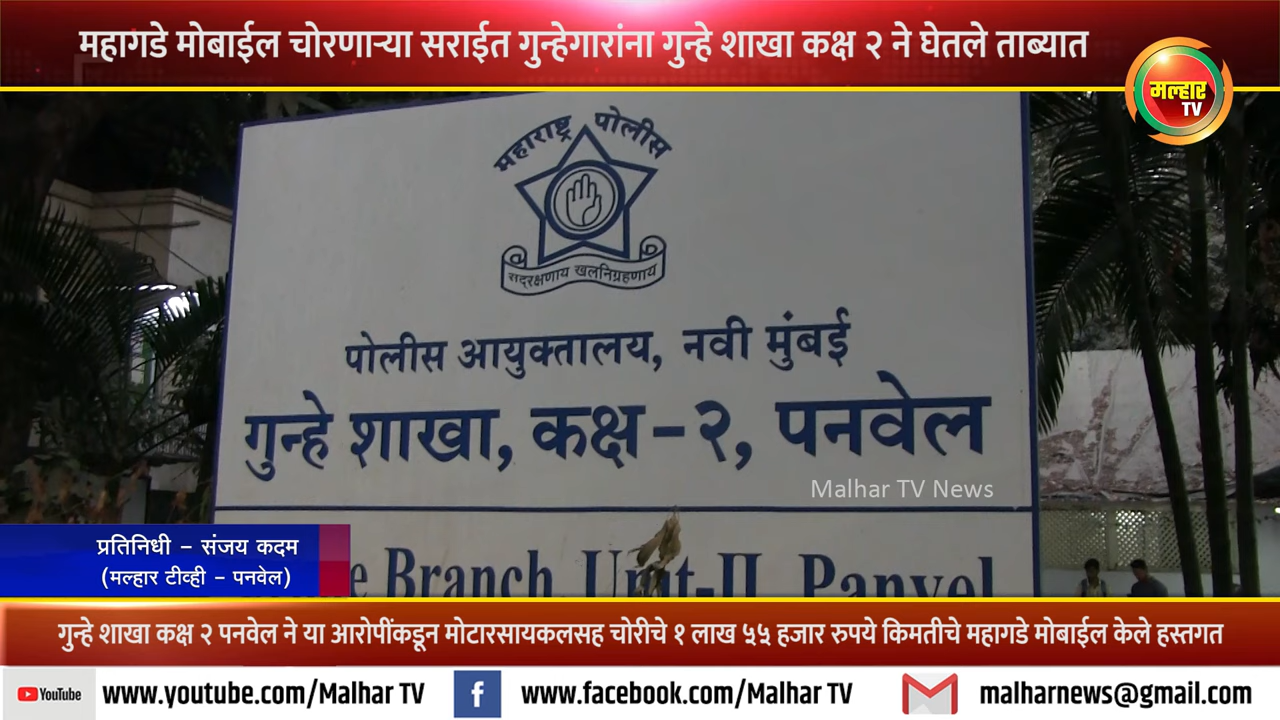 महागडे मोबाईल चोरणाऱ्या सराईत गुन्हेगारांना गुन्हे शाखा कक्ष २ ने घेतले ताब्यात
मल्हार
TV
महाराष्ट्र पोलीस
सद्रक्षणाय खलनिग्रहणाय
पोलीस आयुक्तालय, नवी मुंबई
गुन्हे शाखा, कक्ष-२, पनवेल
Malhar TV News
Branch, Unit-II, Panvel
प्रतिनिधी - संजय कदम
(मल्हार टीव्ही - पनवेल)
गुन्हे शाखा कक्ष २ पनवेल ने या आरोपींकडून मोटारसायकलसह चोरीचे १ लाख ५५ हजार रुपये किमतीचे महागडे मोबाईल केले हस्तगत
YouTube www.youtube.com/Malhar TV f www.facebook.com/Malhar TV malharnews@gmail.com